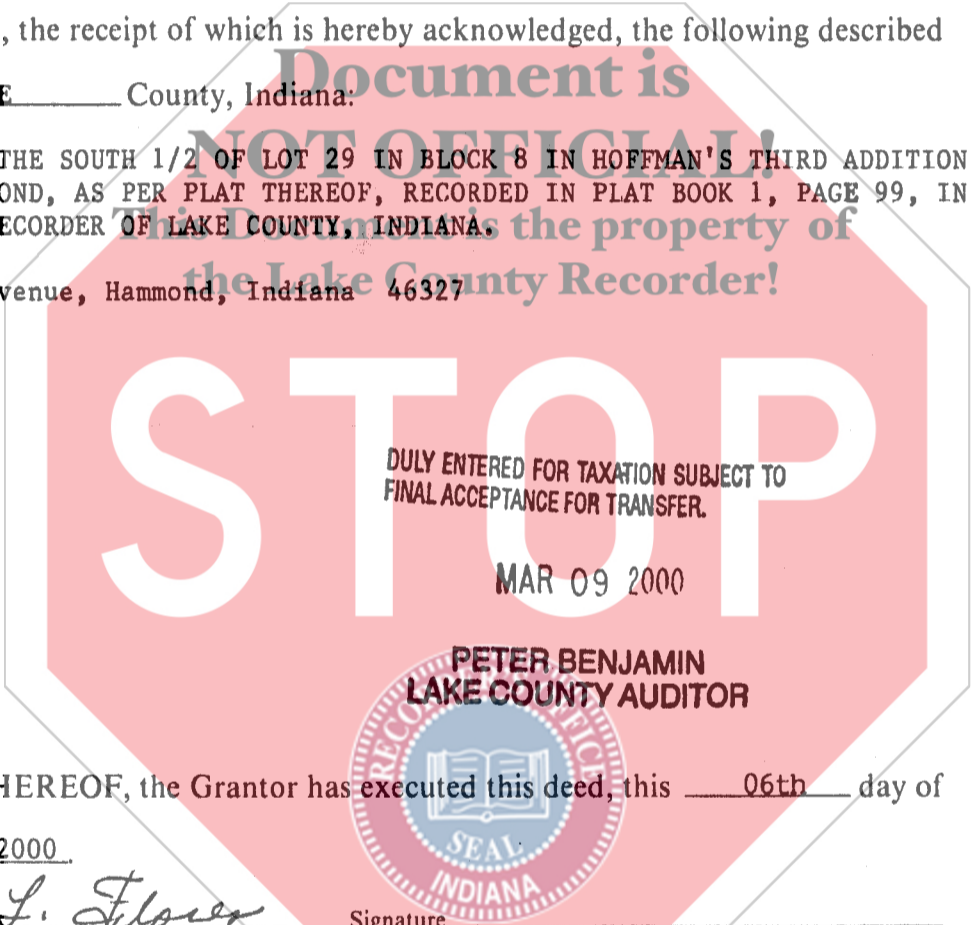 , the receipt of which is hereby acknowledged, the following described
Document is
E County, Indiana:
NOT OFFICIAL!
THE SOUTH 1/2 OF LOT 29 IN BLOCK 8 IN HOFFMAN'S THIRD ADDITION
OND, AS PER PLAT THEREOF, RECORDED IN PLAT BOOK 1, PAGE 99, IN
ECORDER OF LAKE COUNTY, INDIANA.
This Document is the property of
the Lake County Recorder!
venue, Hammond, Indiana 46327
STOP
DULY ENTERED FOR TAXATION SUBJECT TO
FINAL ACCEPTANCE FOR TRANSFER.
MAR 09 2000
PETER BENJAMIN
LAKE COUNTY AUDITOR
RECORDER'S OFFICE
HEREOF, the Grantor has executed this deed, this 06th day of
SEAL
INDIANA
2000.
L. Flores
Signature